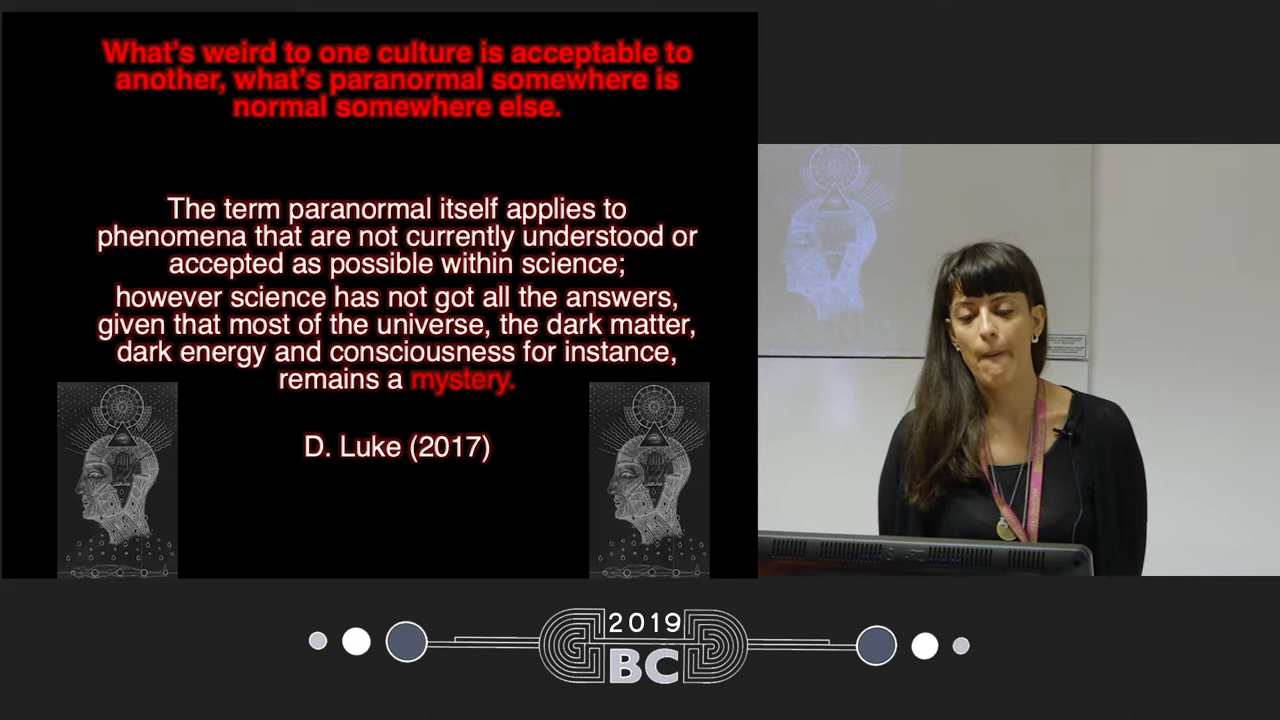 What's weird to one culture is acceptable to
another, what's paranormal somewhere is
normal somewhere else.
The term paranormal itself applies to
phenomena that are not currently understood or
accepted as possible within science;
however science has not got all the answers,
given that most of the universe, the dark matter,
dark energy and consciousness for instance,
remains a mystery.
D. Luke (2017)
2019
BC